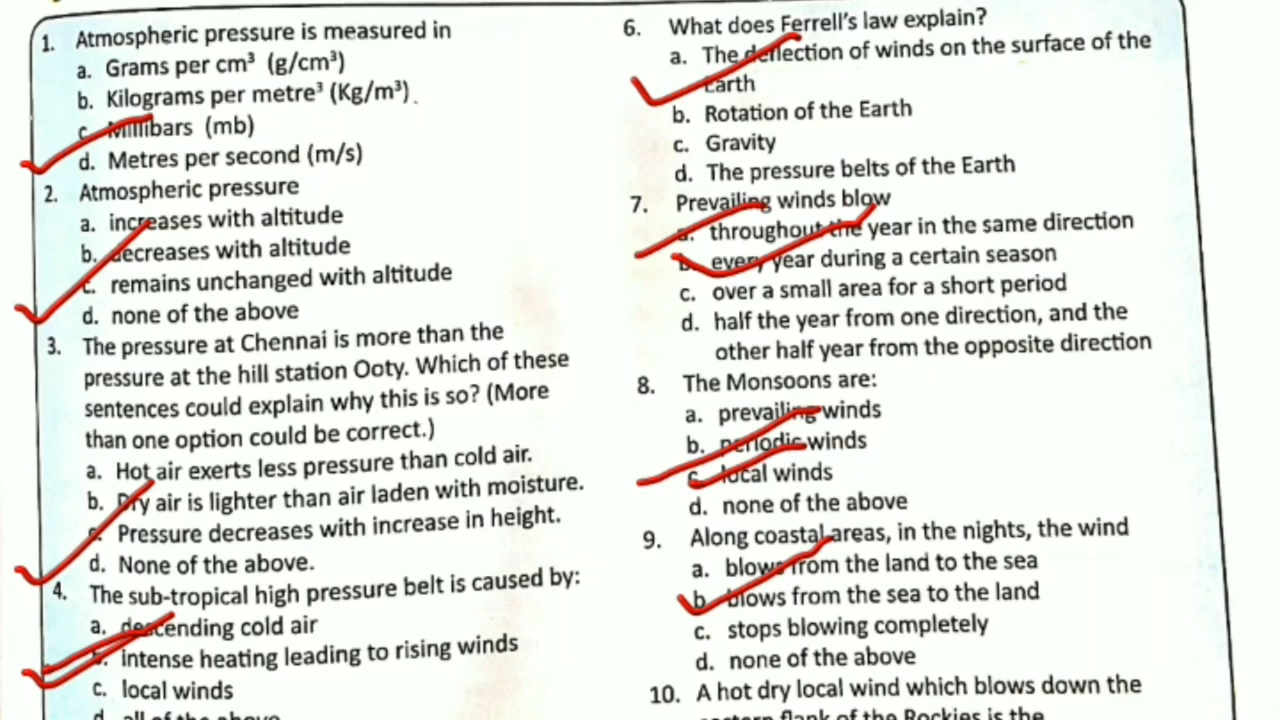 1. Atmospheric pressure is measured in
a. Grams per cm³ (g/cm³)
b. Kilograms per metre³ (Kg/m³).
c. Millibars (mb)
d. Metres per second (m/s)
2. Atmospheric pressure
a. increases with altitude
b. decreases with altitude
c. remains unchanged with altitude
d. none of the above
3. The pressure at Chennai is more than the
pressure at the hill station Ooty. Which of these
sentences could explain why this is so? (More
than one option could be correct.)
a. Hot air exerts less pressure than cold air.
b. Dry air is lighter than air laden with moisture.
c. Pressure decreases with increase in height.
d. None of the above.
4. The sub-tropical high pressure belt is caused by:
a. descending cold air
b. intense heating leading to rising winds
c. local winds
d. all of the above
6. What does Ferrell's law explain?
a. The deflection of winds on the surface of the
Earth
b. Rotation of the Earth
c. Gravity
d. The pressure belts of the Earth
7. Prevailing winds blow
a. throughout the year in the same direction
b. every year during a certain season
c. over a small area for a short period
d. half the year from one direction, and the
other half year from the opposite direction
8. The Monsoons are:
a. prevailing winds
b. periodic winds
c. local winds
d. none of the above
9. Along coastal areas, in the nights, the wind
a. blows from the land to the sea
b. blows from the sea to the land
c. stops blowing completely
d. none of the above
10. A hot dry local wind which blows down the
eastern flank of the Rockies is the